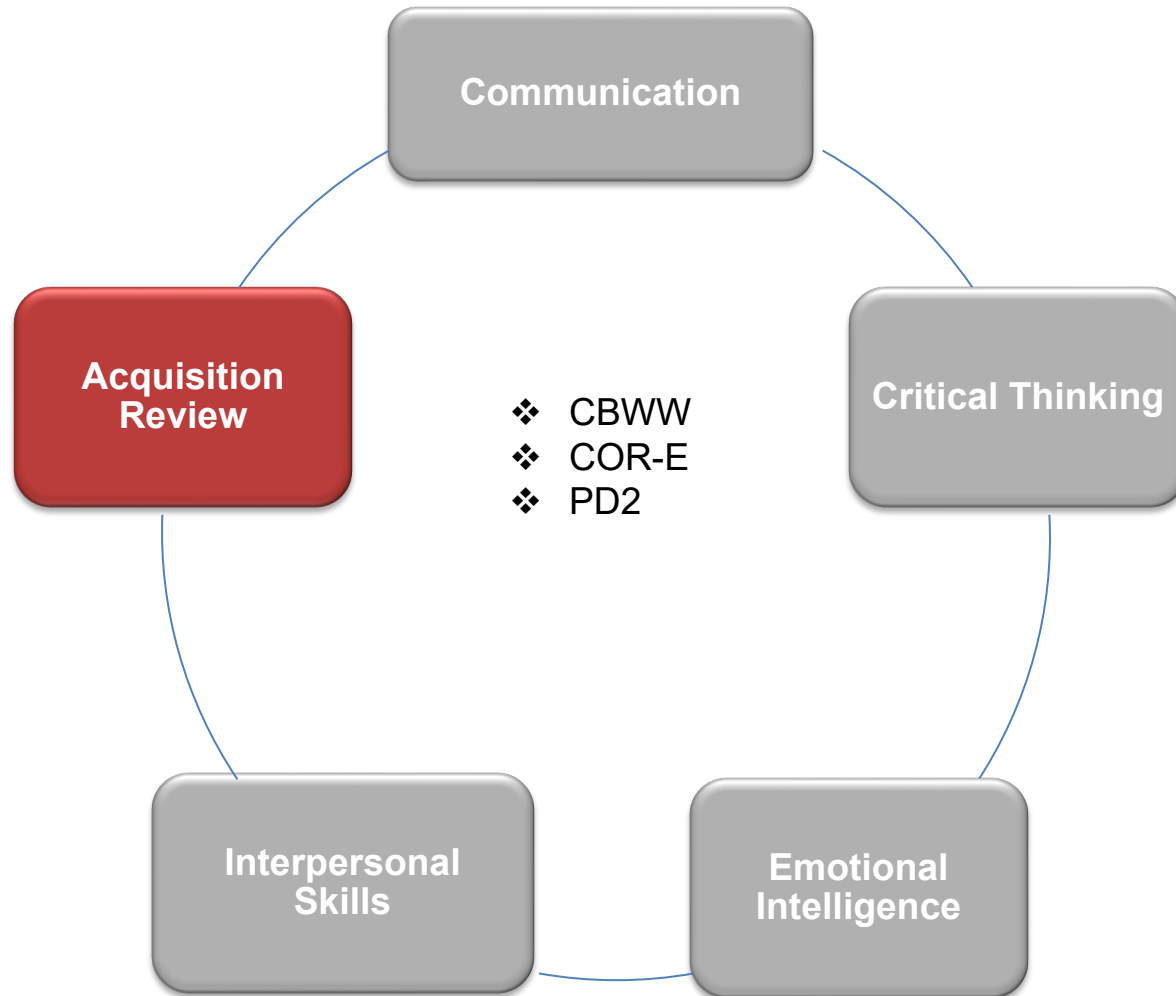 Communication
Acquisition
Review
Critical Thinking
❖ CBWW
❖ COR-E
❖ PD2
Interpersonal
Skills
Emotional
Intelligence